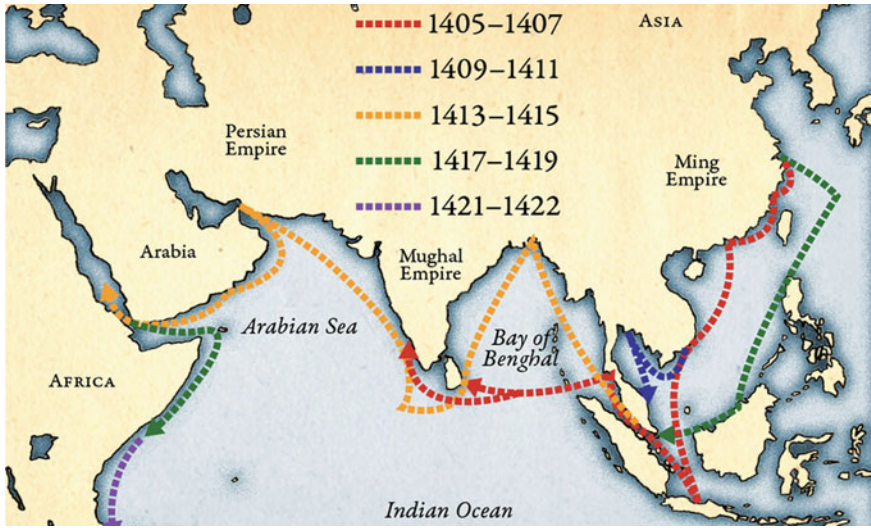 1405–1407
ASIA
1409–1411
1413–1415
Persian
Empire
1417–1419
Ming
Empire
1421–1422
Arabia
Mughal
Empire
Arabian Sea
Bay of
Benghal
AFRICA
Indian Ocean